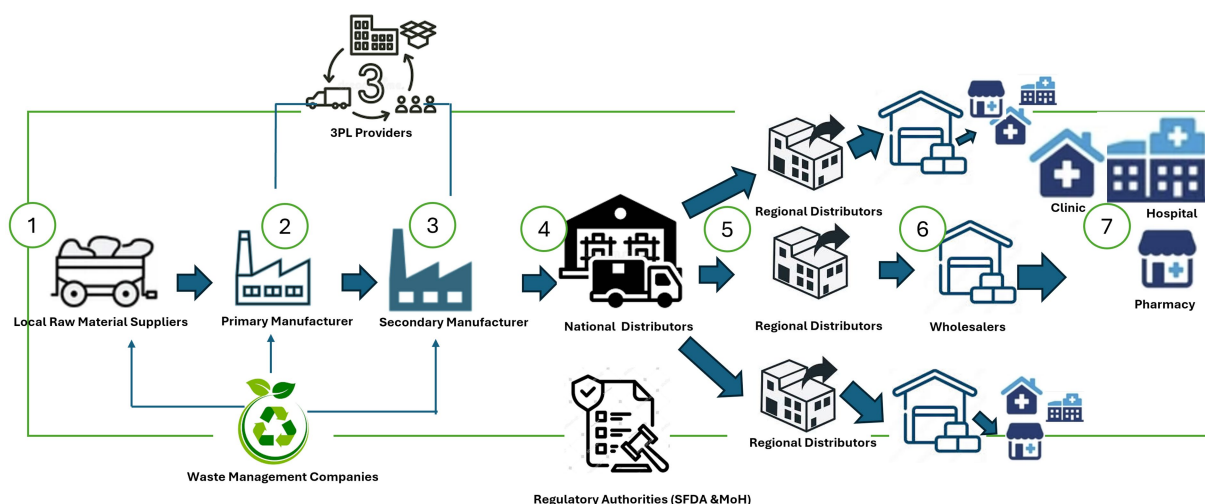 3
3PL Providers
1
2
3
4
5
6
7
Regional Distributors
Clinic
Hospital
Local Raw Material Suppliers
Primary Manufacturer
Secondary Manufacturer
National Distributors
Regional Distributors
Wholesalers
Pharmacy
Regional Distributors
Waste Management Companies
Regulatory Authorities (SFDA &MoH)